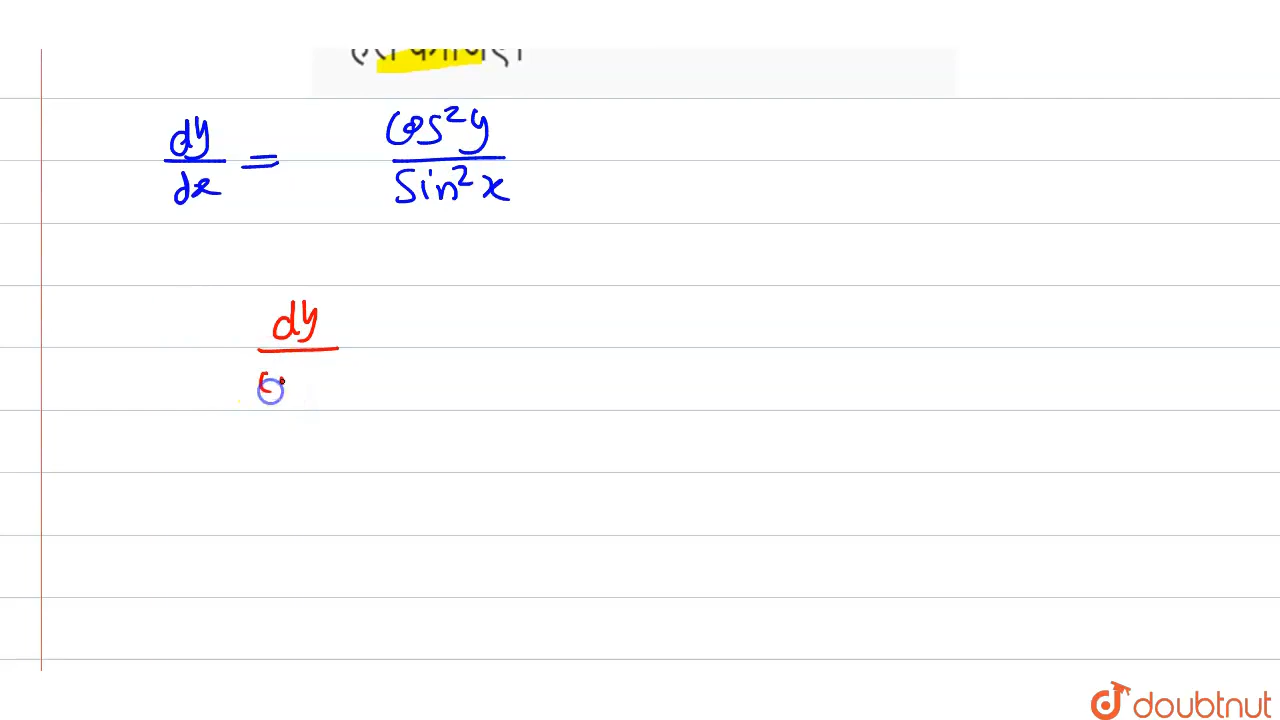 dy/dx = cos²y/sin²x
dy
doubtnut